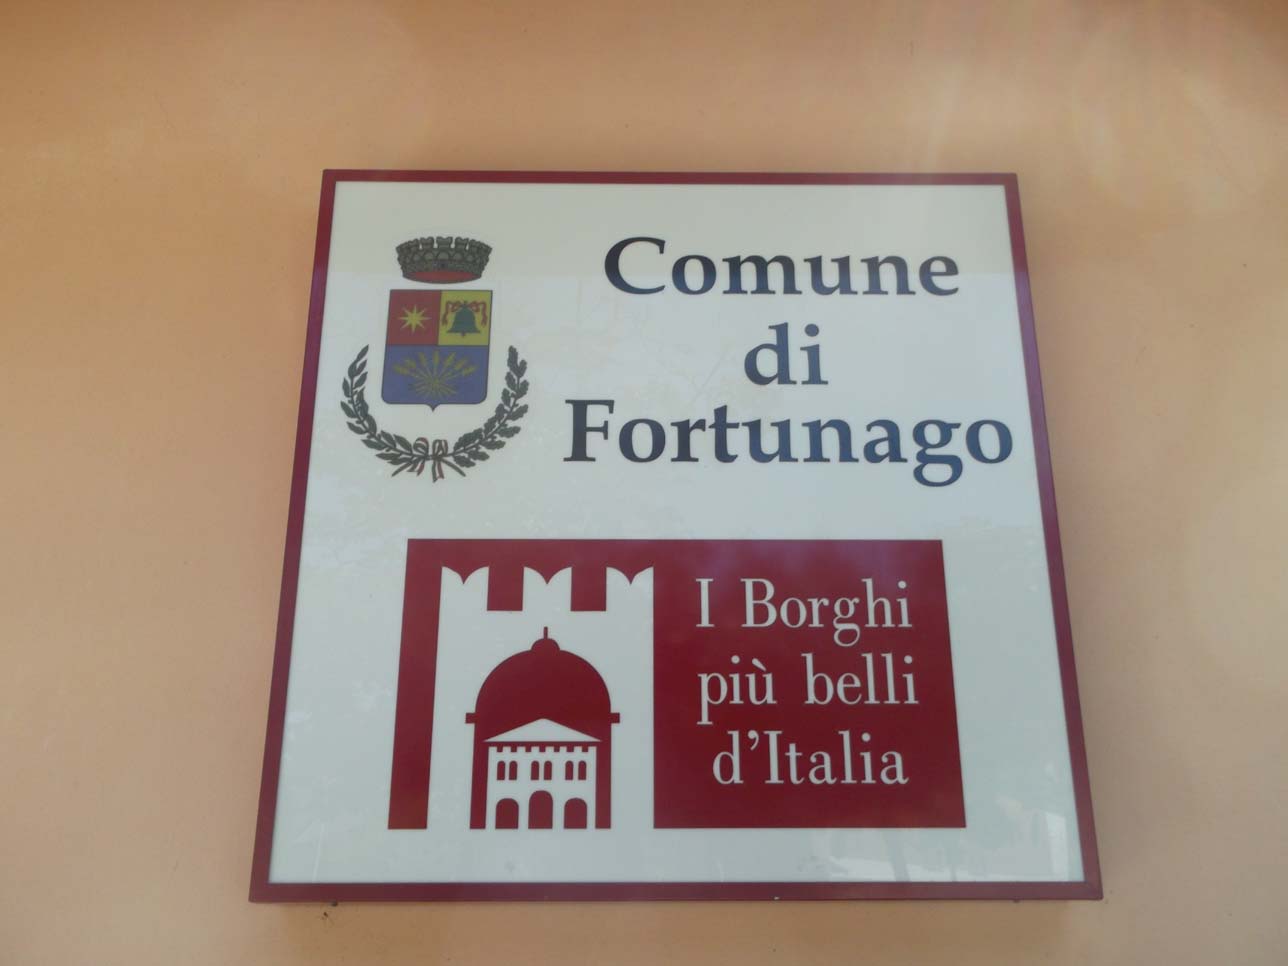 Comune
di
Fortunago
I Borghi
più belli
d'Italia